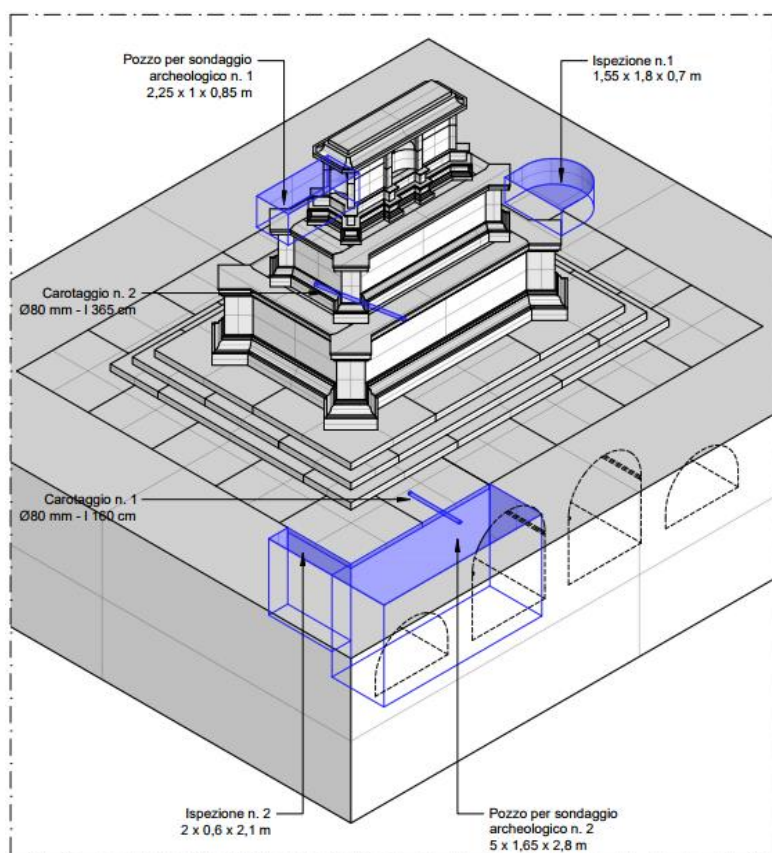 Pozzo per sondaggio
archeologico n. 1
2,25 x 1 x 0,85 m
Ispezione n.1
1,55 x 1,8 x 0,7 m
Carotaggio n. 2
Ø80 mm - l 365 cm
Carotaggio n. 1
Ø80 mm - l 160 cm
Ispezione n. 2
2 x 0,6 x 2,1 m
Pozzo per sondaggio
archeologico n. 2
5 x 1,65 x 2,8 m